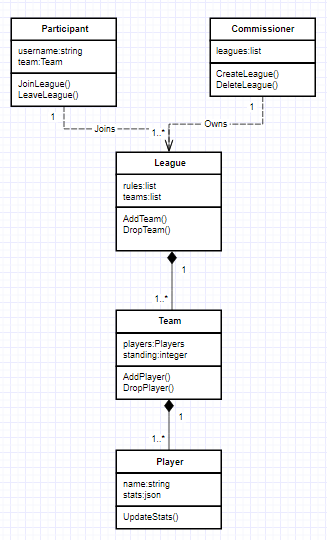 Participant
username:string
team:Team
JoinLeague()
LeaveLeague()
Commissioner
leagues:list
CreateLeague()
DeleteLeague()
1
1
Joins
Owns
1..*
League
rules:list
teams:list
AddTeam()
DropTeam()
1
1..*
Team
players:Players
standing:integer
AddPlayer()
DropPlayer()
1
1..*
Player
name:string
stats:json
UpdateStats()